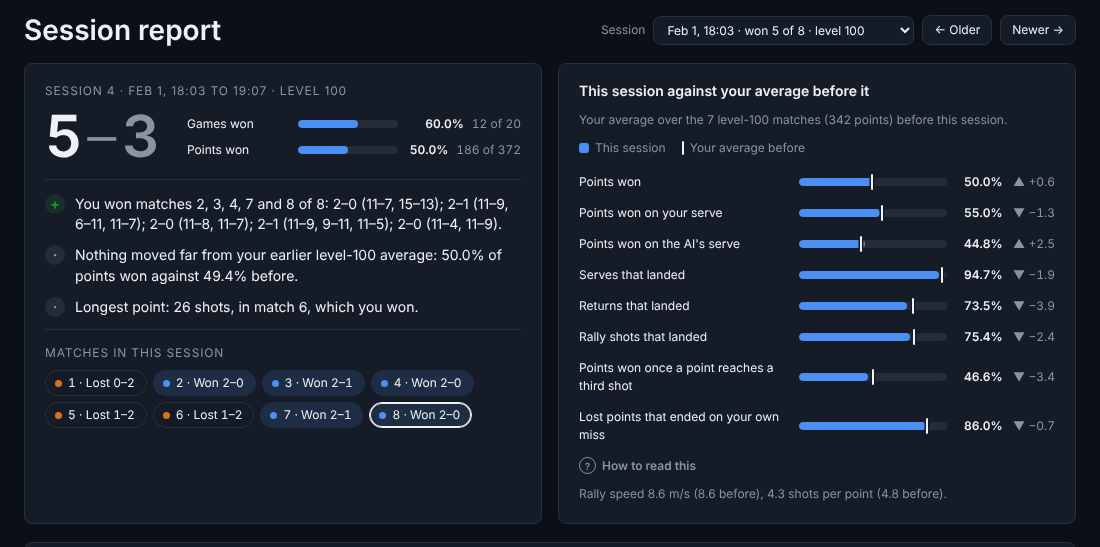 Session report
Session
Feb 1, 18:03 · won 5 of 8 · level 100
← Older
Newer →
SESSION 4 · FEB 1, 18:03 TO 19:07 · LEVEL 100
5–3
Games won 60.0% 12 of 20
Points won 50.0% 186 of 372
+ You won matches 2, 3, 4, 7 and 8 of 8: 2–0 (11–7, 15–13); 2–1 (11–9,
6–11, 11–7); 2–0 (11–8, 11–7); 2–1 (11–9, 9–11, 11–5); 2–0 (11–4, 11–9).
· Nothing moved far from your earlier level-100 average: 50.0% of
points won against 49.4% before.
· Longest point: 26 shots, in match 6, which you won.
MATCHES IN THIS SESSION
1 · Lost 0–2
2 · Won 2–0
3 · Won 2–1
4 · Won 2–0
5 · Lost 1–2
6 · Lost 1–2
7 · Won 2–1
8 · Won 2–0
This session against your average before it
Your average over the 7 level-100 matches (342 points) before this session.
This session
Your average before
Points won 50.0% ▲ +0.6
Points won on your serve 55.0% ▼ −1.3
Points won on the AI's serve 44.8% ▲ +2.5
Serves that landed 94.7% ▼ −1.9
Returns that landed 73.5% ▼ −3.9
Rally shots that landed 75.4% ▼ −2.4
Points won once a point reaches a
third shot 46.6% ▼ −3.4
Lost points that ended on your own
miss 86.0% ▼ −0.7
? How to read this
Rally speed 8.6 m/s (8.6 before), 4.3 shots per point (4.8 before).